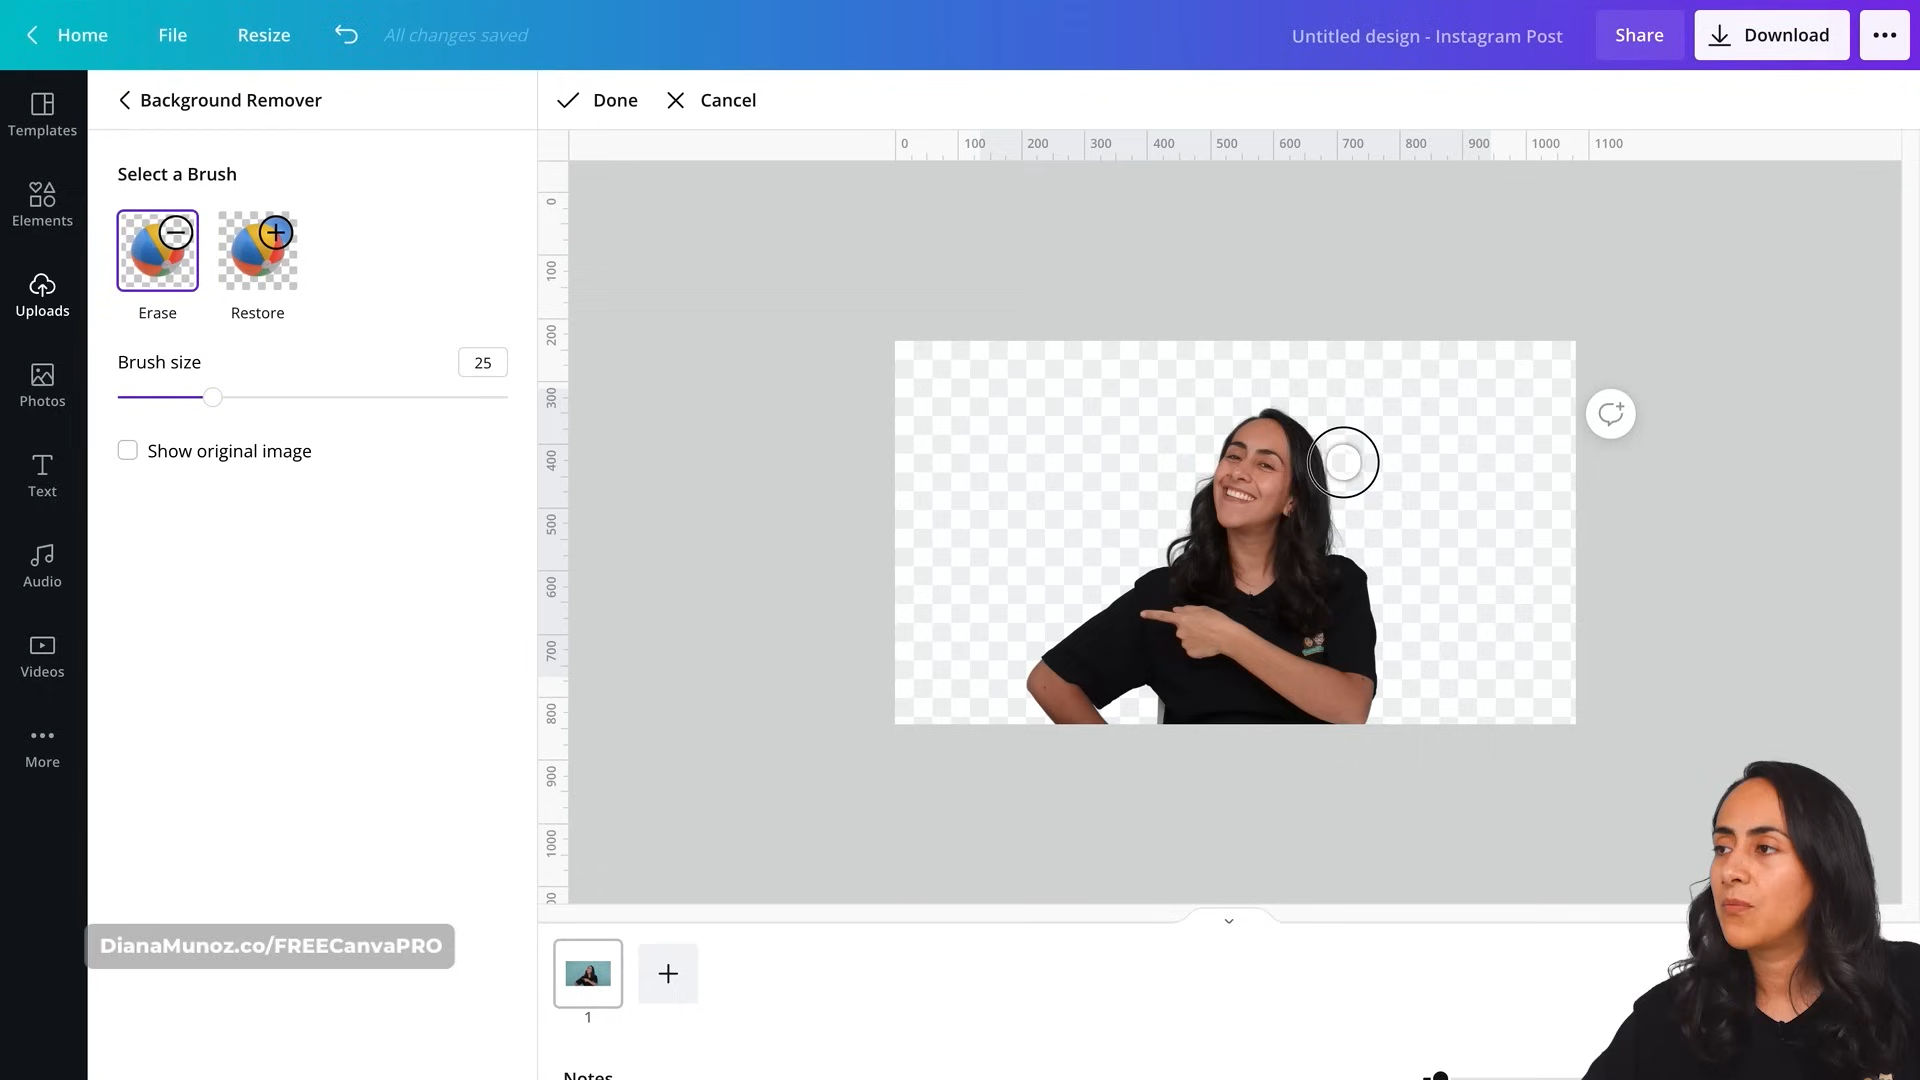 Home
File
Resize
All changes saved
Untitled design - Instagram Post
Share
Download
Templates
Elements
Uploads
Photos
Text
Audio
Videos
More
Background Remover
Done
Cancel
Select a Brush
Erase
Restore
Brush size
25
Show original image
0 100 200 300 400 500 600 700 800 900 1000 1100
0
100
200
300
400
500
600
700
800
900
1000
DianaMunoz.co/FREECanvaPRO
1
Notes